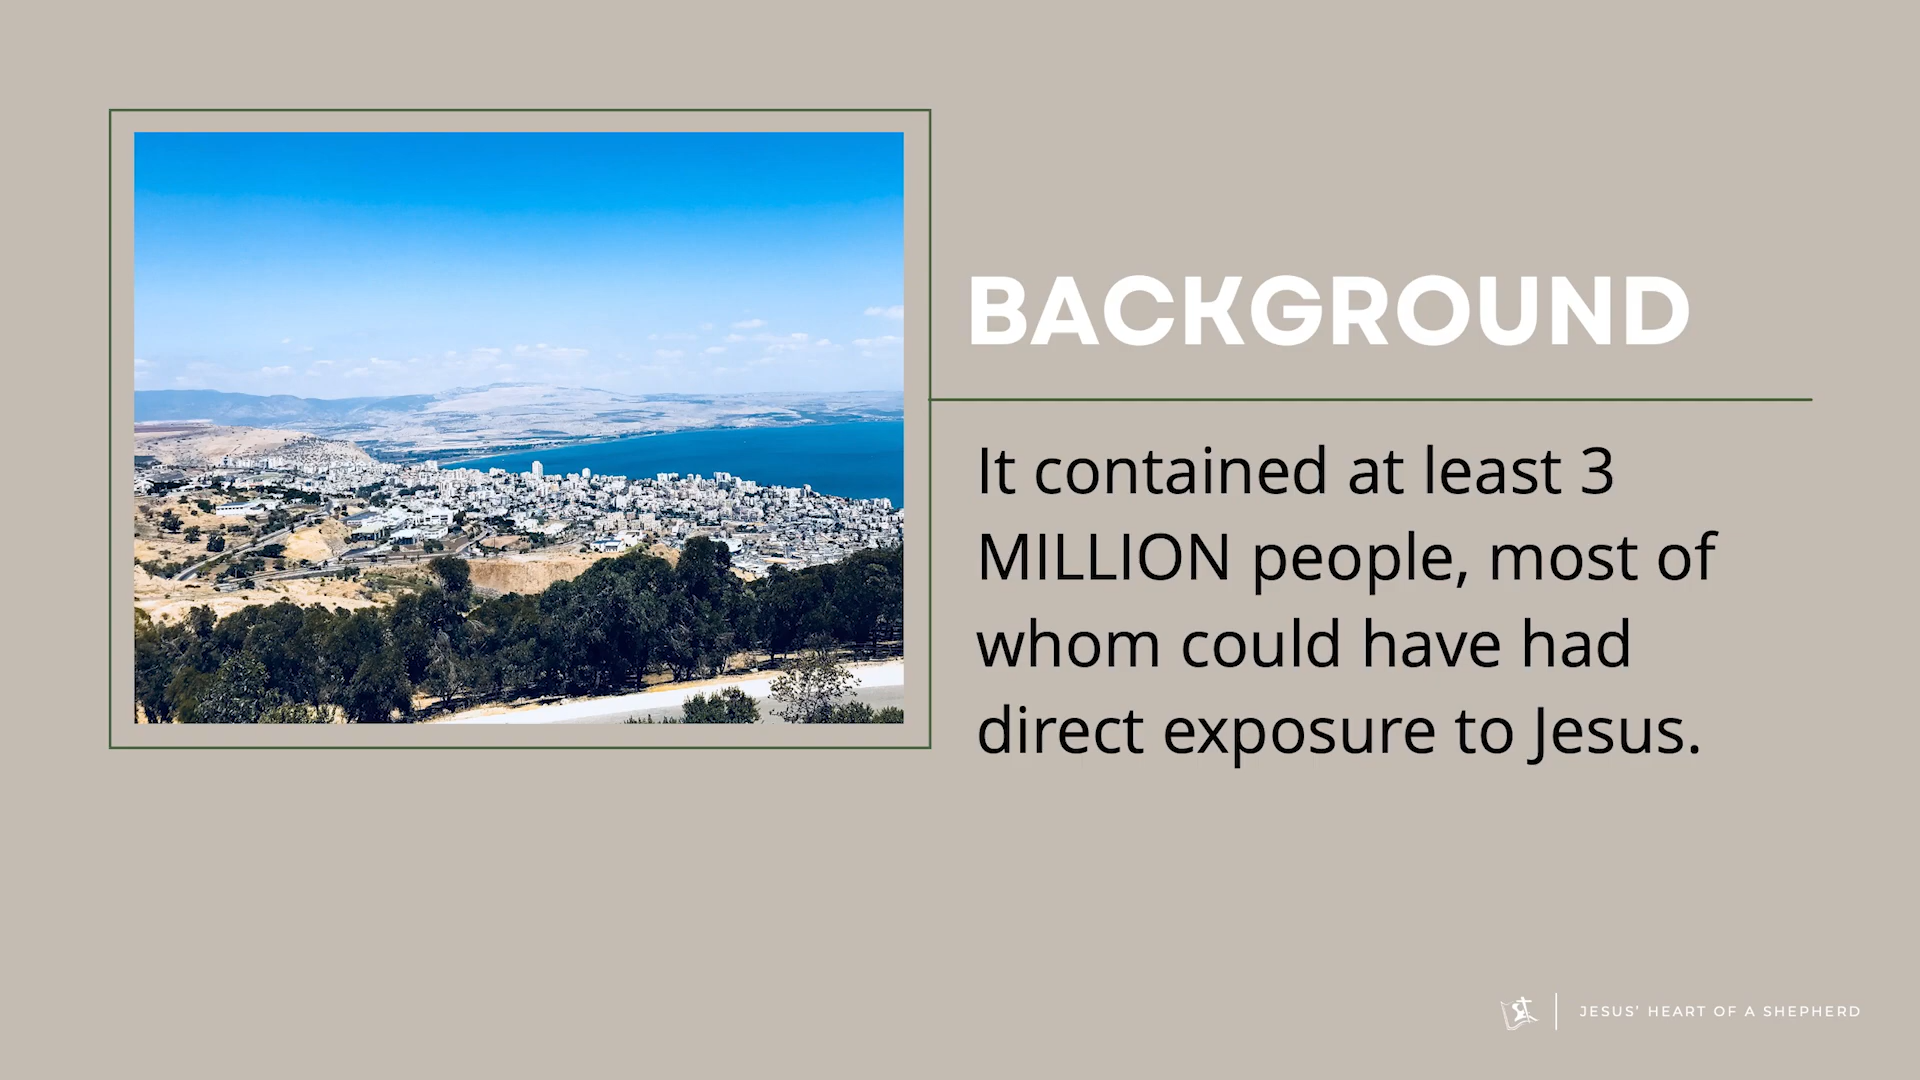 BACKGROUND
It contained at least 3
MILLION people, most of
whom could have had
direct exposure to Jesus.
JESUS' HEART OF A SHEPHERD